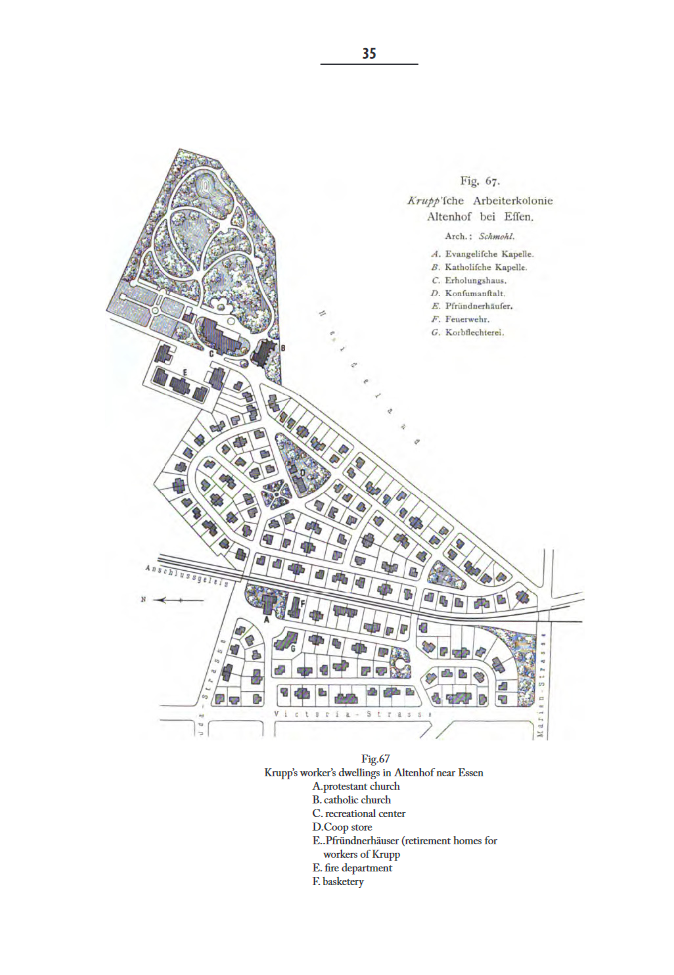 35
Fig. 67.
Krupp'ſche Arbeiterkolonie
Altenhof bei Eſſen.
Arch.: Schmohl.
A. Evangeliſche Kapelle.
B. Katholiſche Kapelle.
C. Erholungshaus.
D. Konſumanſtalt.
E. Pfründnerhäuſer.
F. Feuerwehr.
G. Korbflechterei.
B
C
E
D
Anschlussgeleis
N
F
A
G
Strasse
Victoria-Strasse
Marien-Strasse
Fig.67
Krupp's worker's dwellings in Altenhof near Essen
A.protestant church
B. catholic church
C. recreational center
D.Coop store
E..Pfründnerhäuser (retirement homes for
workers of Krupp
E. fire department
F. basketery